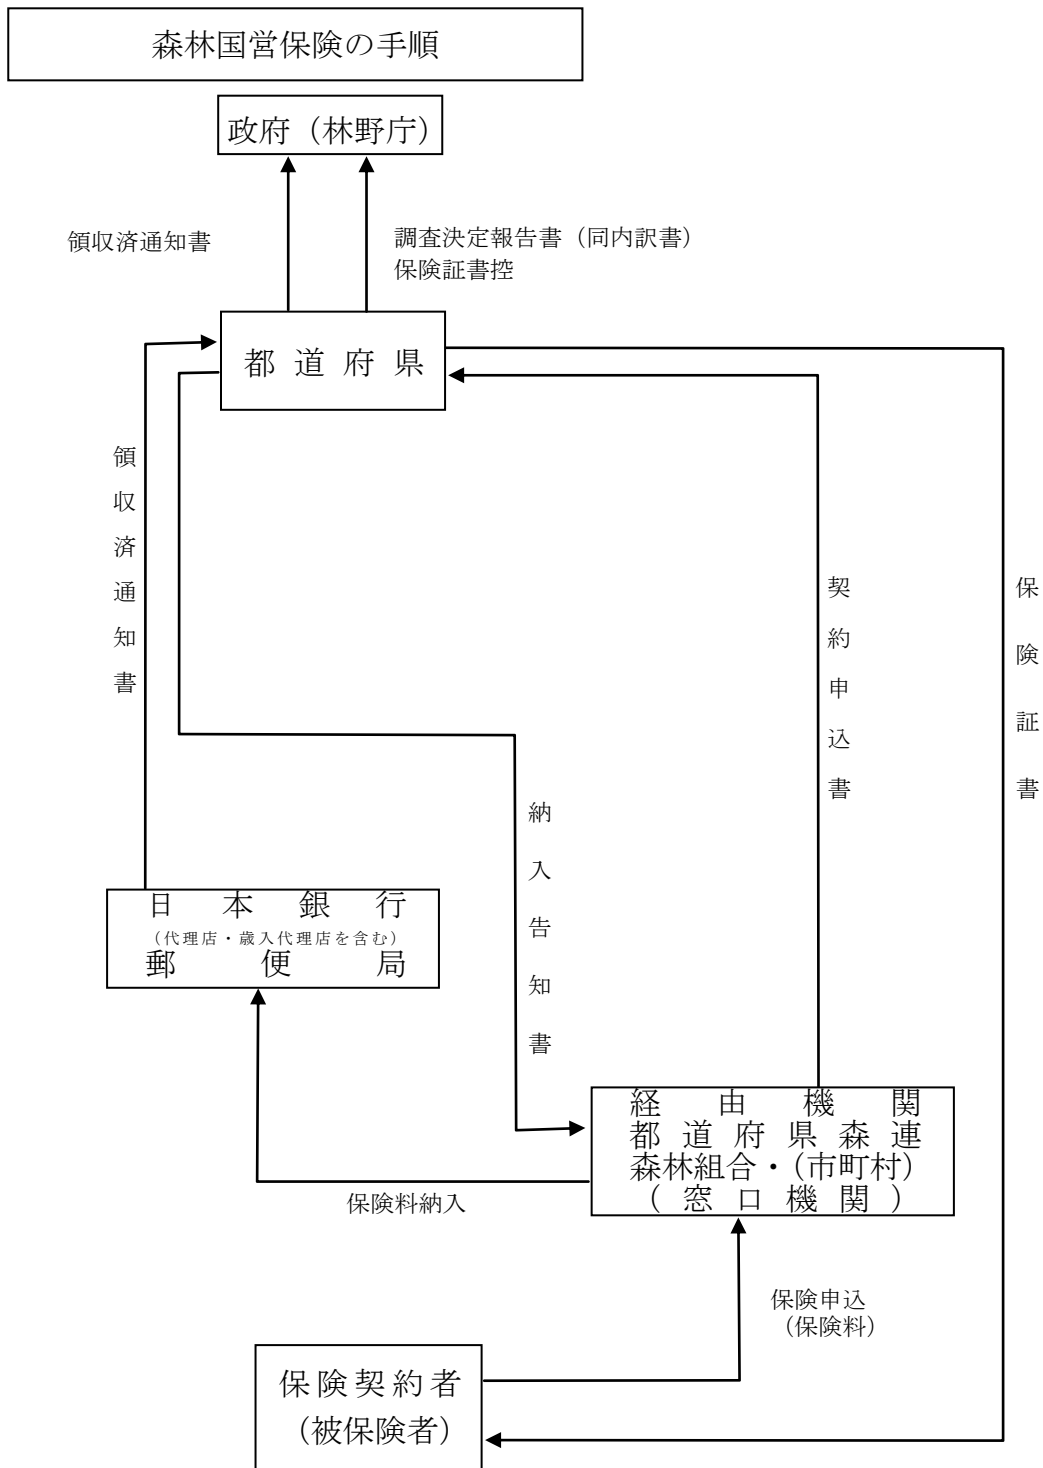 森林国営保険の手順
政府（林野庁）
領収済通知書
調査決定報告書（同内訳書）
保険証書控
都道府県
領収済通知書
契約申込書
保険証書
納入告知書
日本銀行
（代理店・歳入代理店を含む）
郵便局
経由機関
都道府県森連
森林組合・（市町村）
（窓口機関）
保険料納入
保険申込
（保険料）
保険契約者
（被保険者）